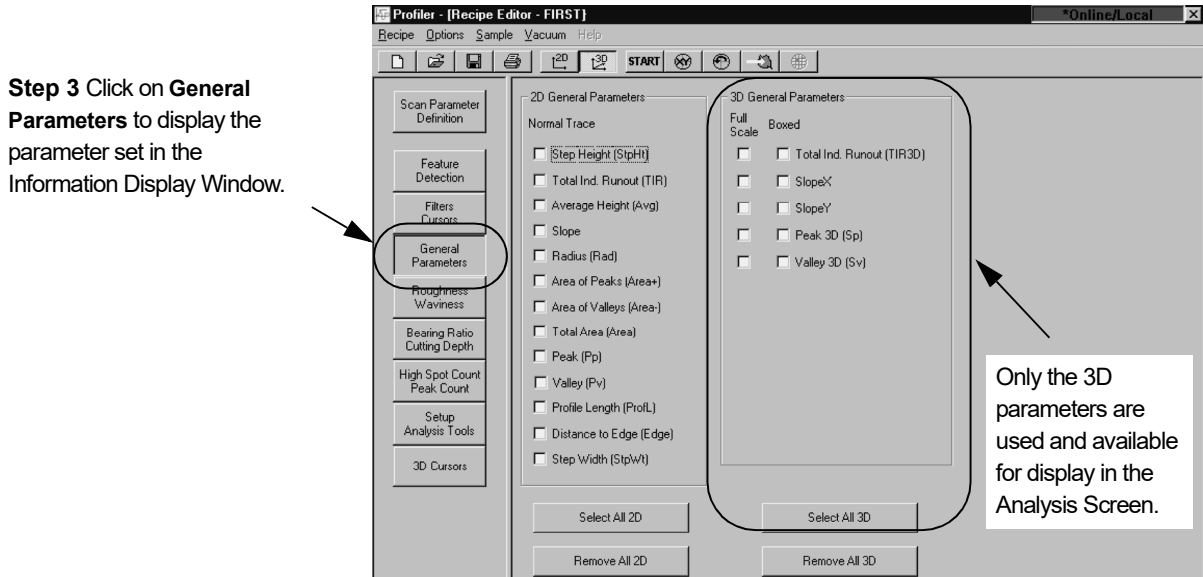 Profiler - [Recipe Editor - FIRST}
*Online/Local
Recipe Options Sample Vacuum Help
2D 3D START XY
Step 3 Click on General
Parameters to display the
parameter set in the
Information Display Window.
Scan Parameter
Definition
Feature
Detection
Filters
Cursors
General
Parameters
Roughness
Waviness
Bearing Ratio
Cutting Depth
High Spot Count
Peak Count
Setup
Analysis Tools
3D Cursors
2D General Parameters
Normal Trace
Step Height (StpHt)
Total Ind. Runout (TIR)
Average Height (Avg)
Slope
Radius (Rad)
Area of Peaks (Area+)
Area of Valleys (Area-)
Total Area (Area)
Peak (Pp)
Valley (Pv)
Profile Length (ProfL)
Distance to Edge (Edge)
Step Width (StpWt)
Select All 2D
Remove All 2D
3D General Parameters
Full
Scale
Boxed
Total Ind. Runout (TIR3D)
SlopeX
SlopeY
Peak 3D (Sp)
Valley 3D (Sv)
Select All 3D
Remove All 3D
Only the 3D
parameters are
used and available
for display in the
Analysis Screen.